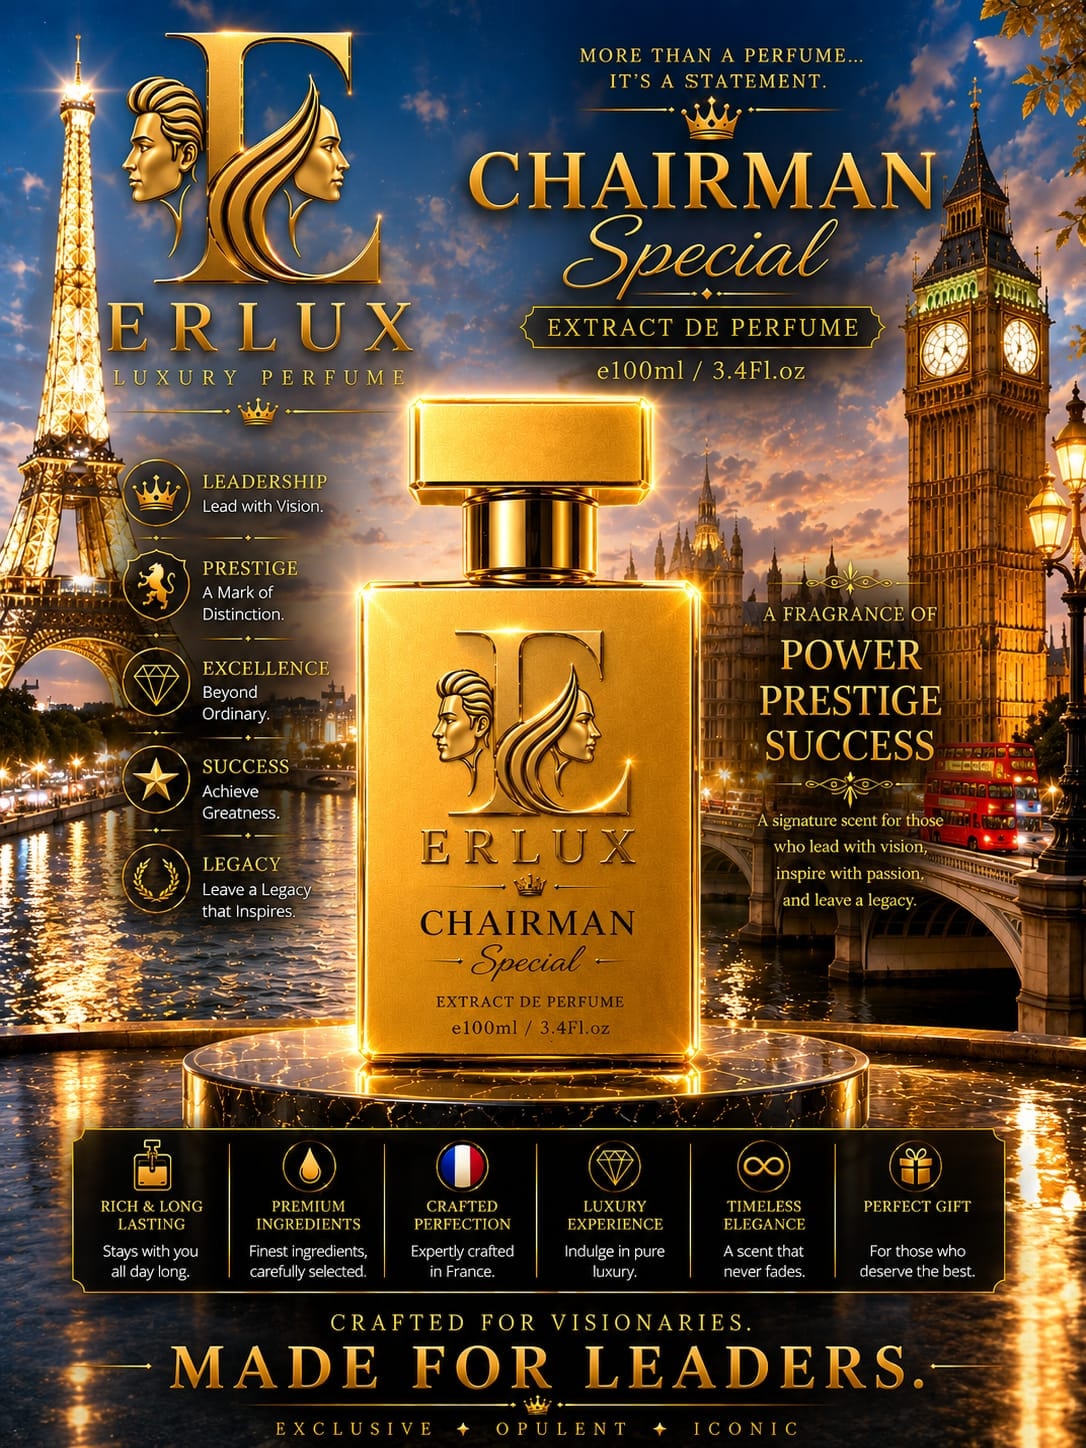 ERLUX
LUXURY PERFUME
MORE THAN A PERFUME...
IT'S A STATEMENT.
CHAIRMAN
Special
EXTRACT DE PERFUME
e100ml / 3.4Fl.oz
LEADERSHIP
Lead with Vision.
PRESTIGE
A Mark of
Distinction.
EXCELLENCE
Beyond
Ordinary.
SUCCESS
Achieve
Greatness.
LEGACY
Leave a Legacy
that Inspires.
E
ERLUX
CHAIRMAN
Special
EXTRACT DE PERFUME
e100ml / 3.4Fl.oz
A FRAGRANCE OF
POWER
PRESTIGE
SUCCESS
A signature scent for those
who lead with vision,
inspire with passion,
and leave a legacy.
RICH & LONG
LASTING
Stays with you
all day long.
PREMIUM
INGREDIENTS
Finest ingredients,
carefully selected.
CRAFTED
PERFECTION
Expertly crafted
in France.
LUXURY
EXPERIENCE
Indulge in pure
luxury.
TIMELESS
ELEGANCE
A scent that
never fades.
PERFECT GIFT
For those who
deserve the best.
CRAFTED FOR VISIONARIES.
MADE FOR LEADERS.
EXCLUSIVE ✦ OPULENT ✦ ICONIC